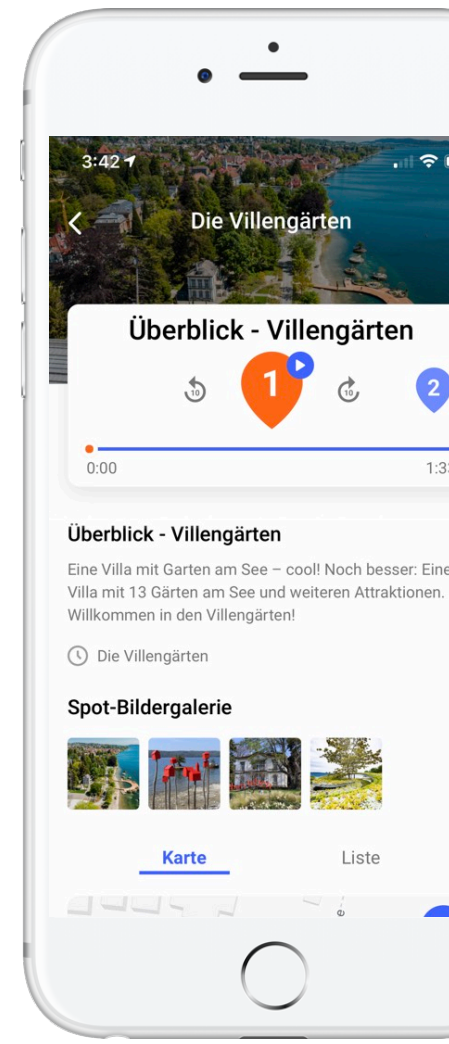 3:42
Die Villengärten
Überblick - Villengärten
10
1
10
2
0:00
1:33
Überblick - Villengärten
Eine Villa mit Garten am See – cool! Noch besser: Eine
Villa mit 13 Gärten am See und weiteren Attraktionen.
Willkommen in den Villengärten!
Die Villengärten
Spot-Bildergalerie
Karte
Liste